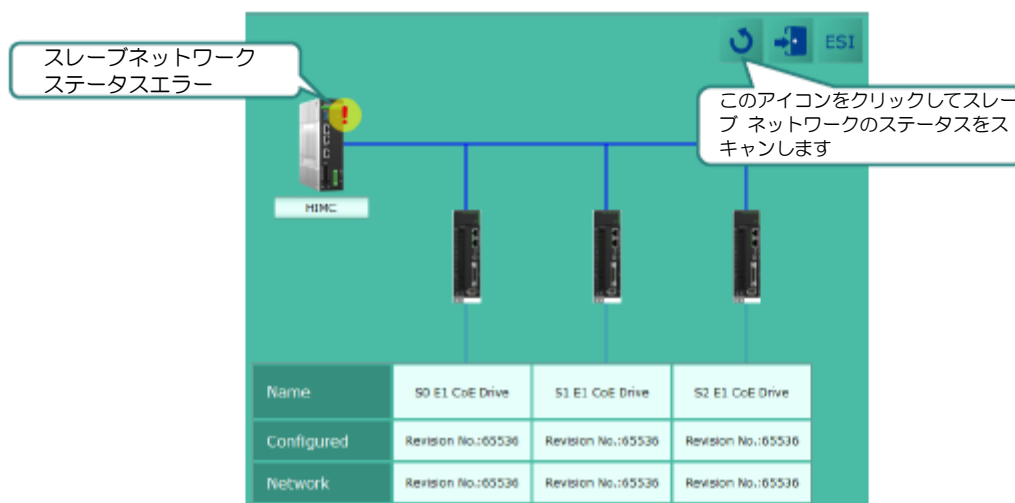 スレーブネットワーク
ステータスエラー
ESI
このアイコンをクリックしてスレー
ブ ネットワークのステータスをス
キャンします
HIMC
Name
S0 E1 CoE Drive
S1 E1 CoE Drive
S2 E1 CoE Drive
Configured
Revision No.:65536
Revision No.:65536
Revision No.:65536
Network
Revision No.:65536
Revision No.:65536
Revision No.:65536